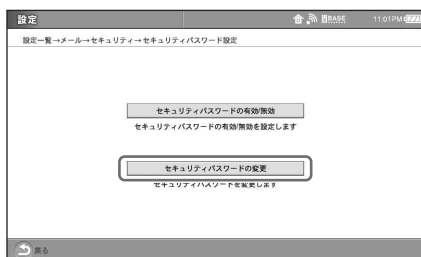 設定
BASE 11:01PM
設定一覧→メール→セキュリティ→セキュリティパスワード設定
セキュリティパスワードの有効/無効
セキュリティパスワードの有効/無効を設定します
セキュリティパスワードの変更
セキュリティパスワードを変更します
戻る